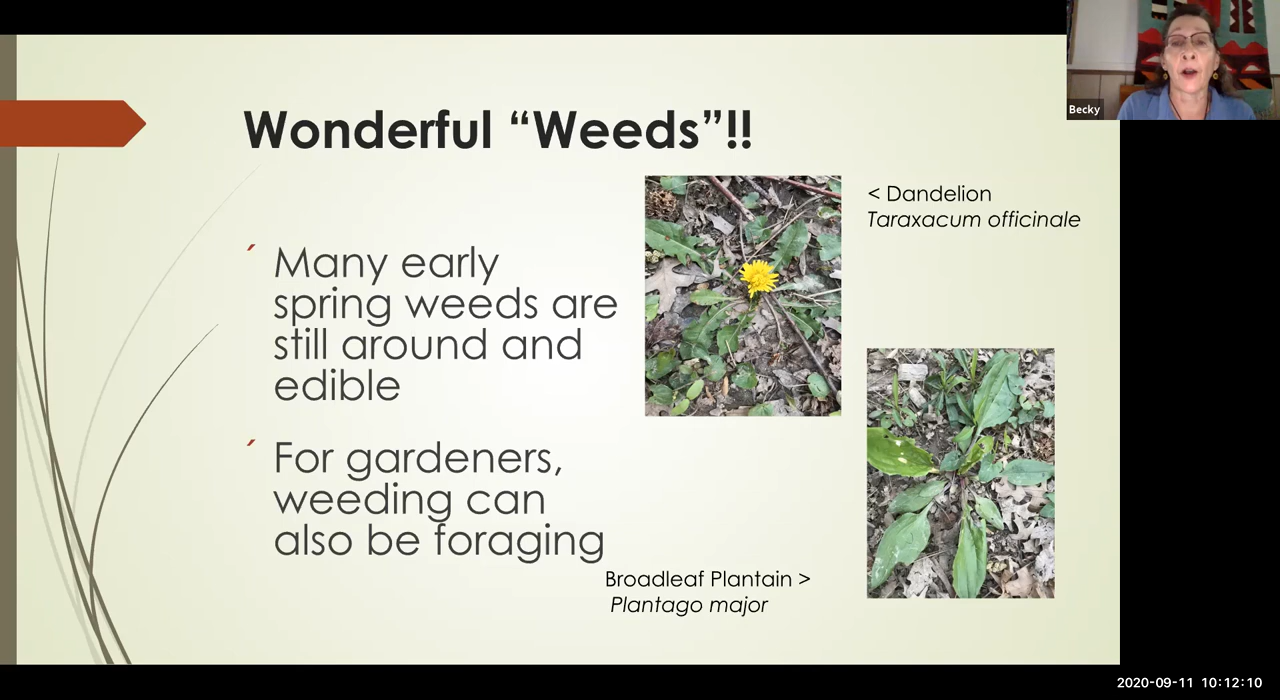 Becky
Wonderful “Weeds”!!
< Dandelion
Taraxacum officinale
Many early
spring weeds are
still around and
edible
For gardeners,
weeding can
also be foraging
Broadleaf Plantain >
Plantago major
2020-09-11 10:12:10